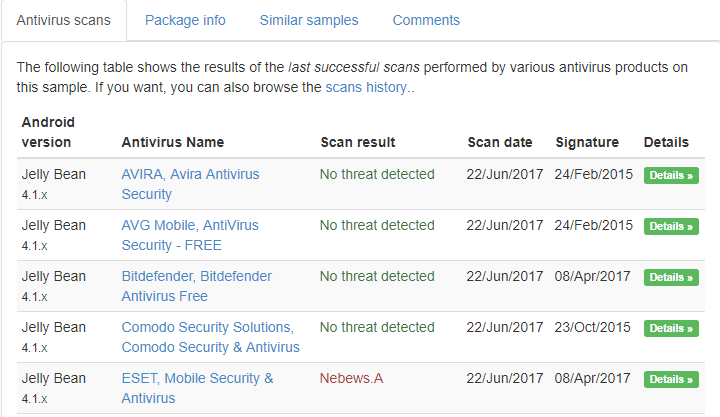 Antivirus scans Package info Similar samples Comments
The following table shows the results of the last successful scans performed by various antivirus products on
this sample. If you want, you can also browse the scans history..
Android version Antivirus Name Scan result Scan date Signature Details
Jelly Bean AVIRA, Avira Antivirus No threat detected 22/Jun/2017 24/Feb/2015 Details »
4.1.x Security
Jelly Bean AVG Mobile, AntiVirus No threat detected 22/Jun/2017 24/Feb/2015 Details »
4.1.x Security - FREE
Jelly Bean Bitdefender, Bitdefender No threat detected 22/Jun/2017 08/Apr/2017 Details »
4.1.x Antivirus Free
Jelly Bean Comodo Security Solutions, No threat detected 22/Jun/2017 23/Oct/2015 Details »
4.1.x Comodo Security & Antivirus
Jelly Bean ESET, Mobile Security & Nebews.A 22/Jun/2017 08/Apr/2017 Details »
4.1.x Antivirus